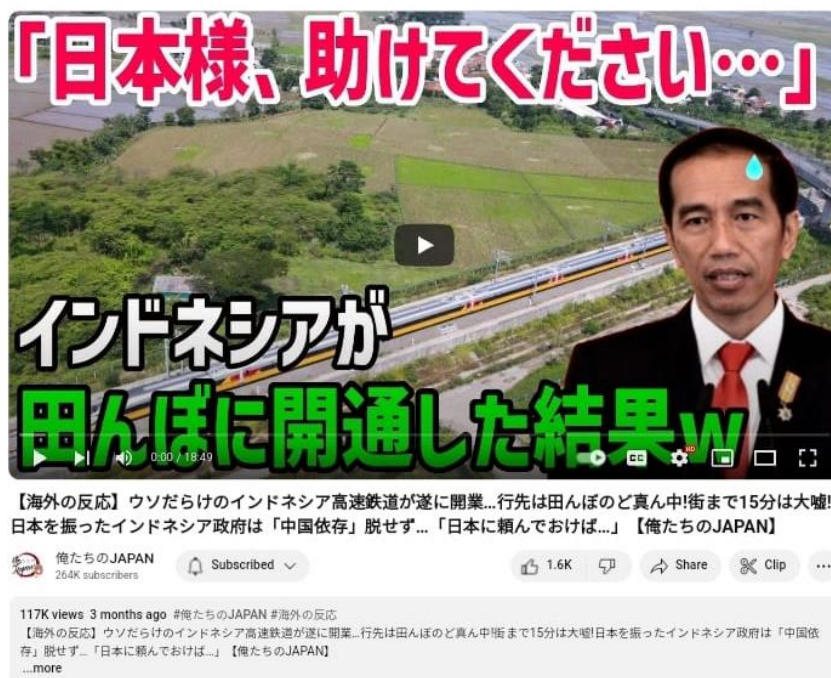 「日本様、助けてください…」
インドネシアが
田んぼに開通した結果w
0:00 / 18:49
CC
HD
【海外の反応】ウソだらけのインドネシア高速鉄道が遂に開業...行先は田んぼのど真ん中!街まで15分は大嘘!
日本を振ったインドネシア政府は「中国依存」脱せず...「日本に頼んでおけば...」【俺たちのJAPAN】
俺たちのJAPAN
264K subscribers
Subscribed
1.6K
Share
Clip
117K views 3 months ago #俺たちのJAPAN #海外の反応
【海外の反応】ウソだらけのインドネシア高速鉄道が遂に開業...行先は田んぼのど真ん中!街まで15分は大嘘!日本を振ったインドネシア政府は「中国依
存」脱せず...「日本に頼んでおけば...」【俺たちのJAPAN】
...more